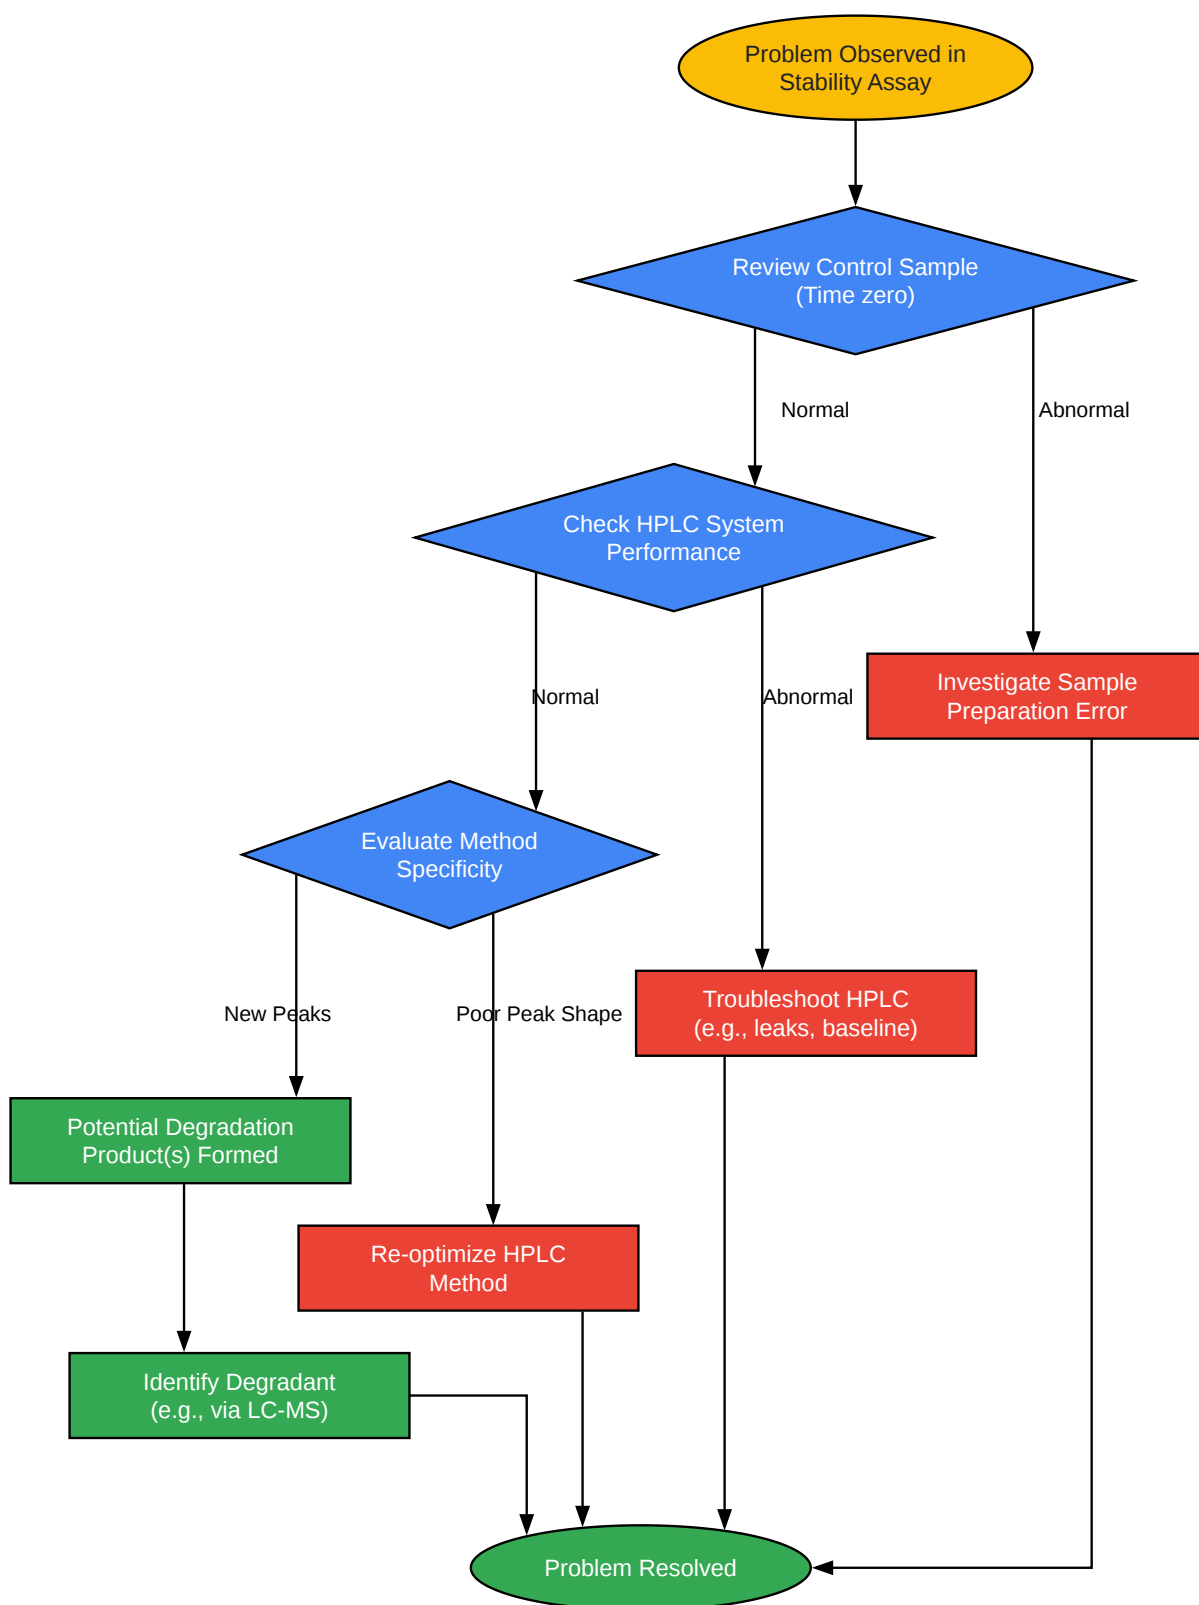 Problem Observed in
Stability Assay
Review Control Sample
(Time zero)
Normal
Abnormal
Check HPLC System
Performance
Normal
Abnormal
Investigate Sample
Preparation Error
Evaluate Method
Specificity
New Peaks
Poor Peak Shape
Troubleshoot HPLC
(e.g., leaks, baseline)
Potential Degradation
Product(s) Formed
Re-optimize HPLC
Method
Identify Degradant
(e.g., via LC-MS)
Problem Resolved